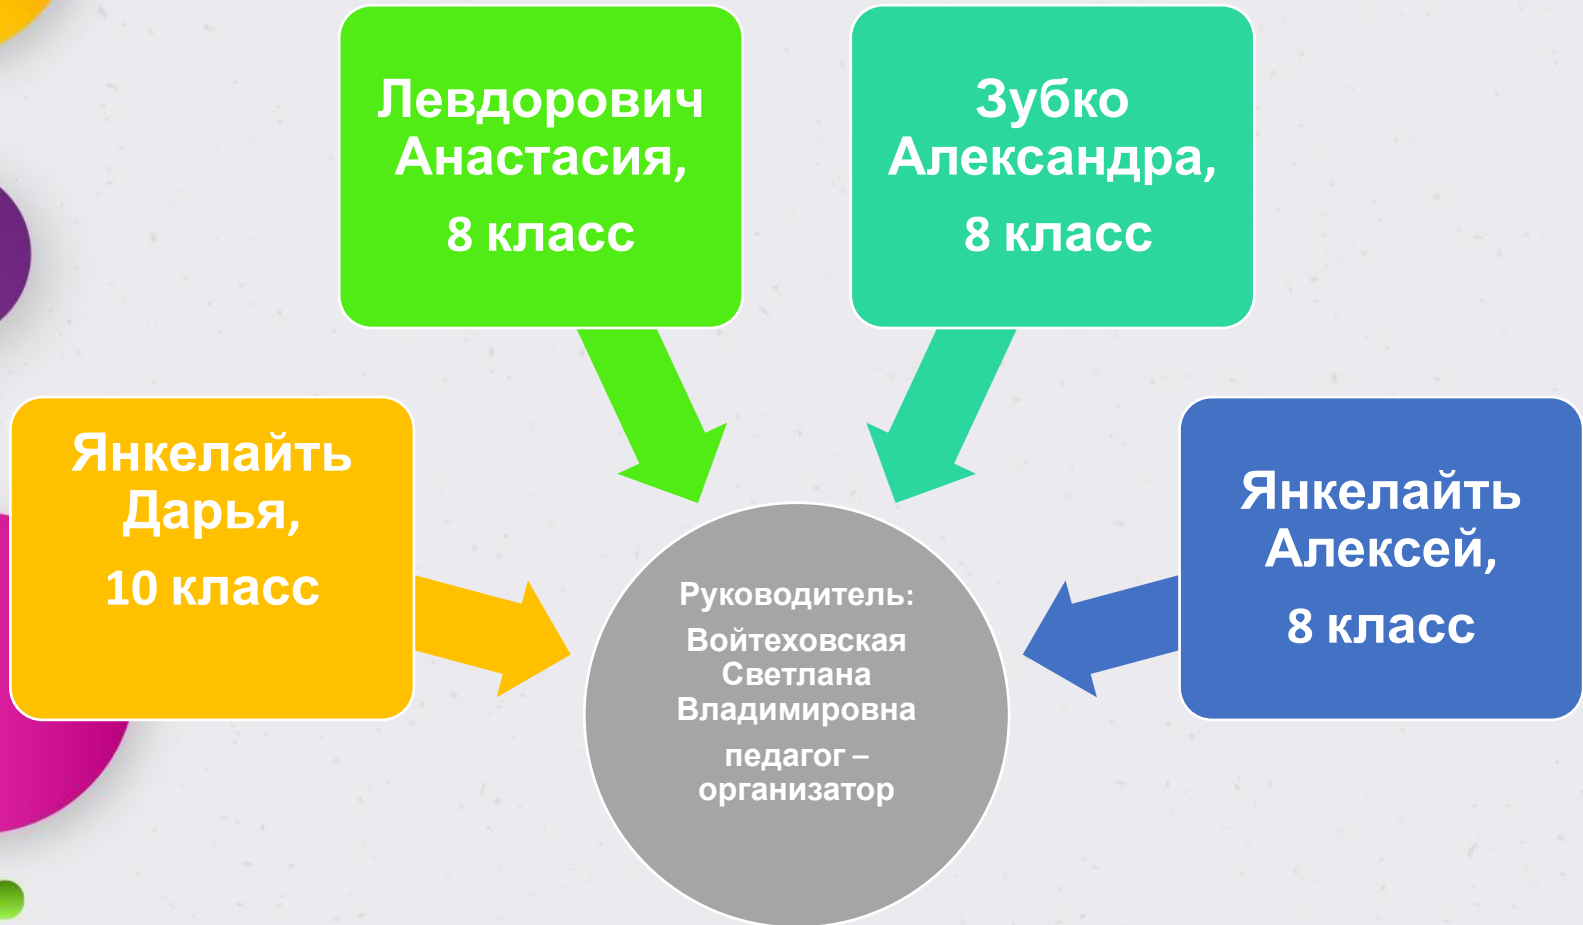 Левдорович
Анастасия,
8 класс
Зубко
Александра,
8 класс
Янкелайть
Дарья,
10 класс
Янкелайть
Алексей,
8 класс
Руководитель:
Войтеховская
Светлана
Владимировна
педагог –
организатор